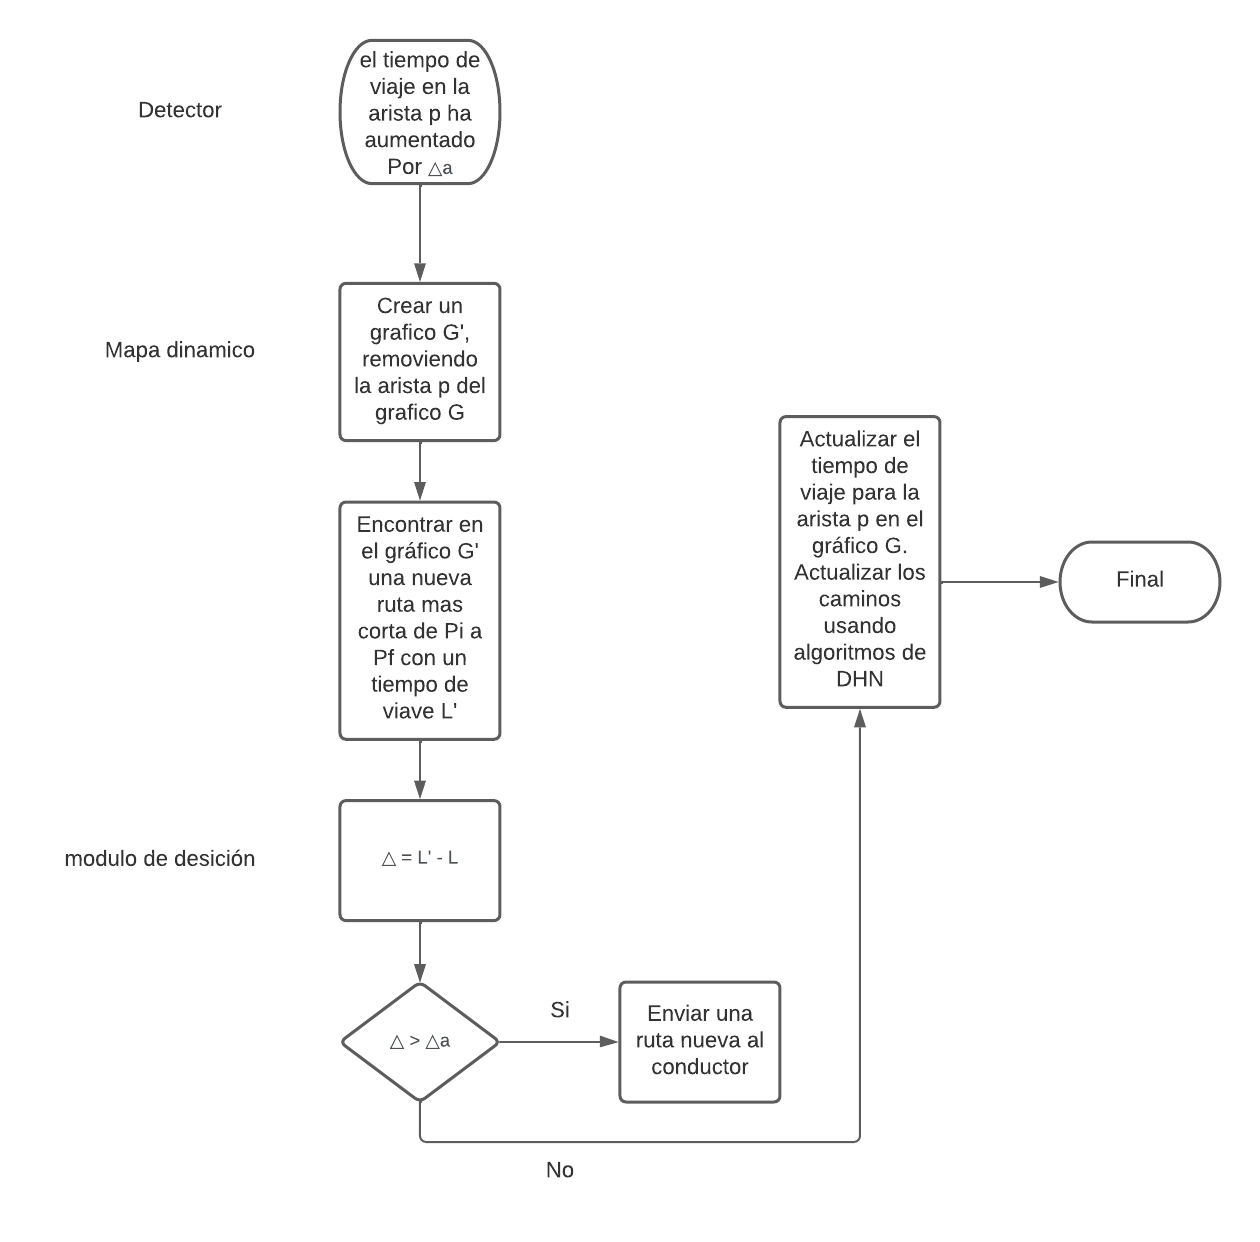 Detector
el tiempo de
viaje en la
arista p ha
aumentado
Por △a
Mapa dinamico
Crear un
grafico G',
removiendo
la arista p del
grafico G
Encontrar en
el gráfico G'
una nueva
ruta mas
corta de Pi a
Pf con un
tiempo de
viave L'
modulo de desición
△ = L' - L
△ > △a
Si
Enviar una
ruta nueva al
conductor
No
Actualizar el
tiempo de
viaje para la
arista p en el
gráfico G.
Actualizar los
caminos
usando
algoritmos de
DHN
Final